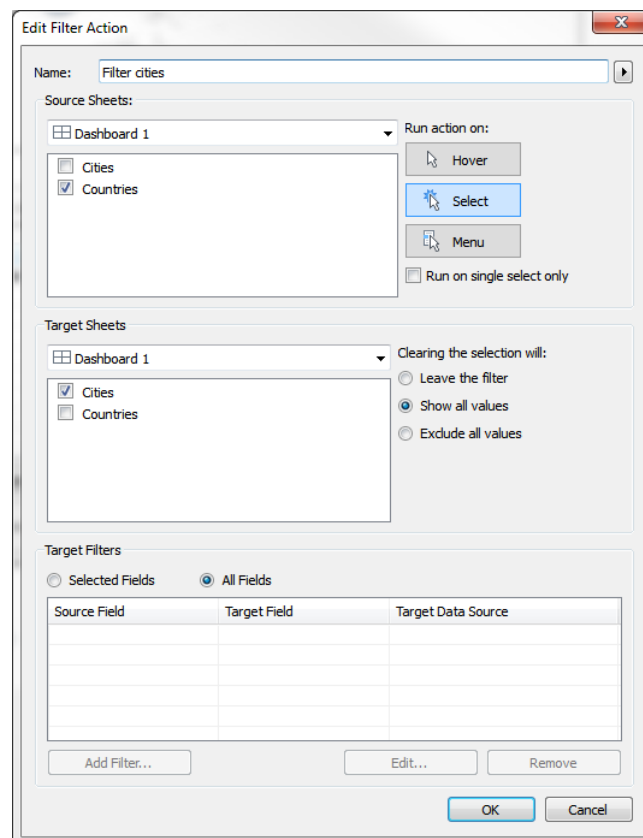 Edit Filter Action
Name: Filter cities
Source Sheets:
Dashboard 1
Cities
Countries
Run action on:
Hover
Select
Menu
Run on single select only
Target Sheets
Dashboard 1
Cities
Countries
Clearing the selection will:
Leave the filter
Show all values
Exclude all values
Target Filters
Selected Fields All Fields
Source Field Target Field Target Data Source
Add Filter... Edit... Remove
OK Cancel